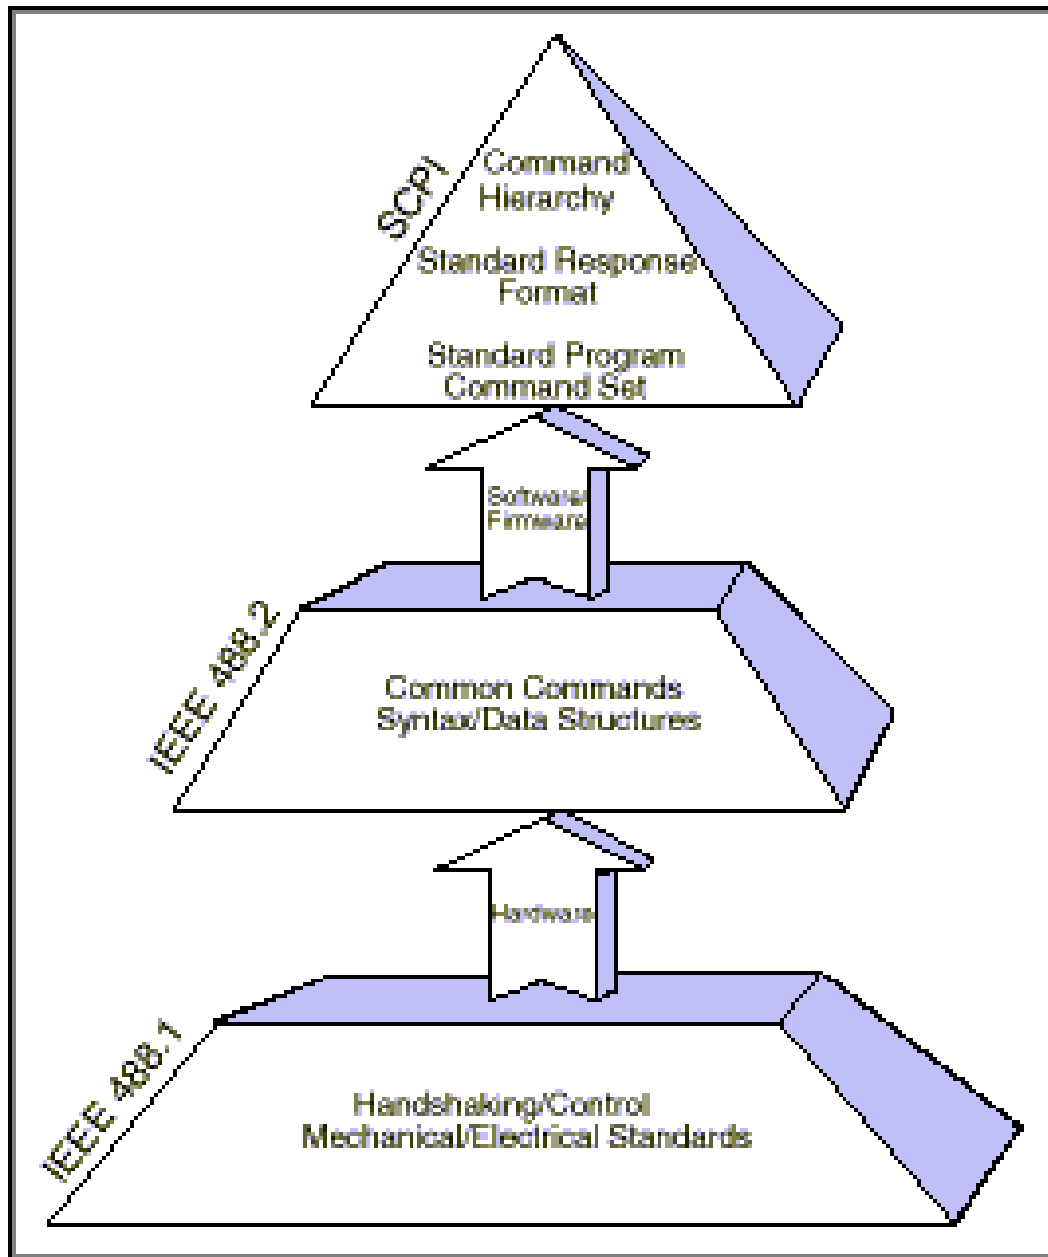 SCPI
Command
Hierarchy
Standard Response
Format
Standard Program
Command Set
Software/
Firmware
IEEE 488.2
Common Commands
Syntax/Data Structures
Hardware
IEEE 488.1
Handshaking/Control
Mechanical/Electrical Standards